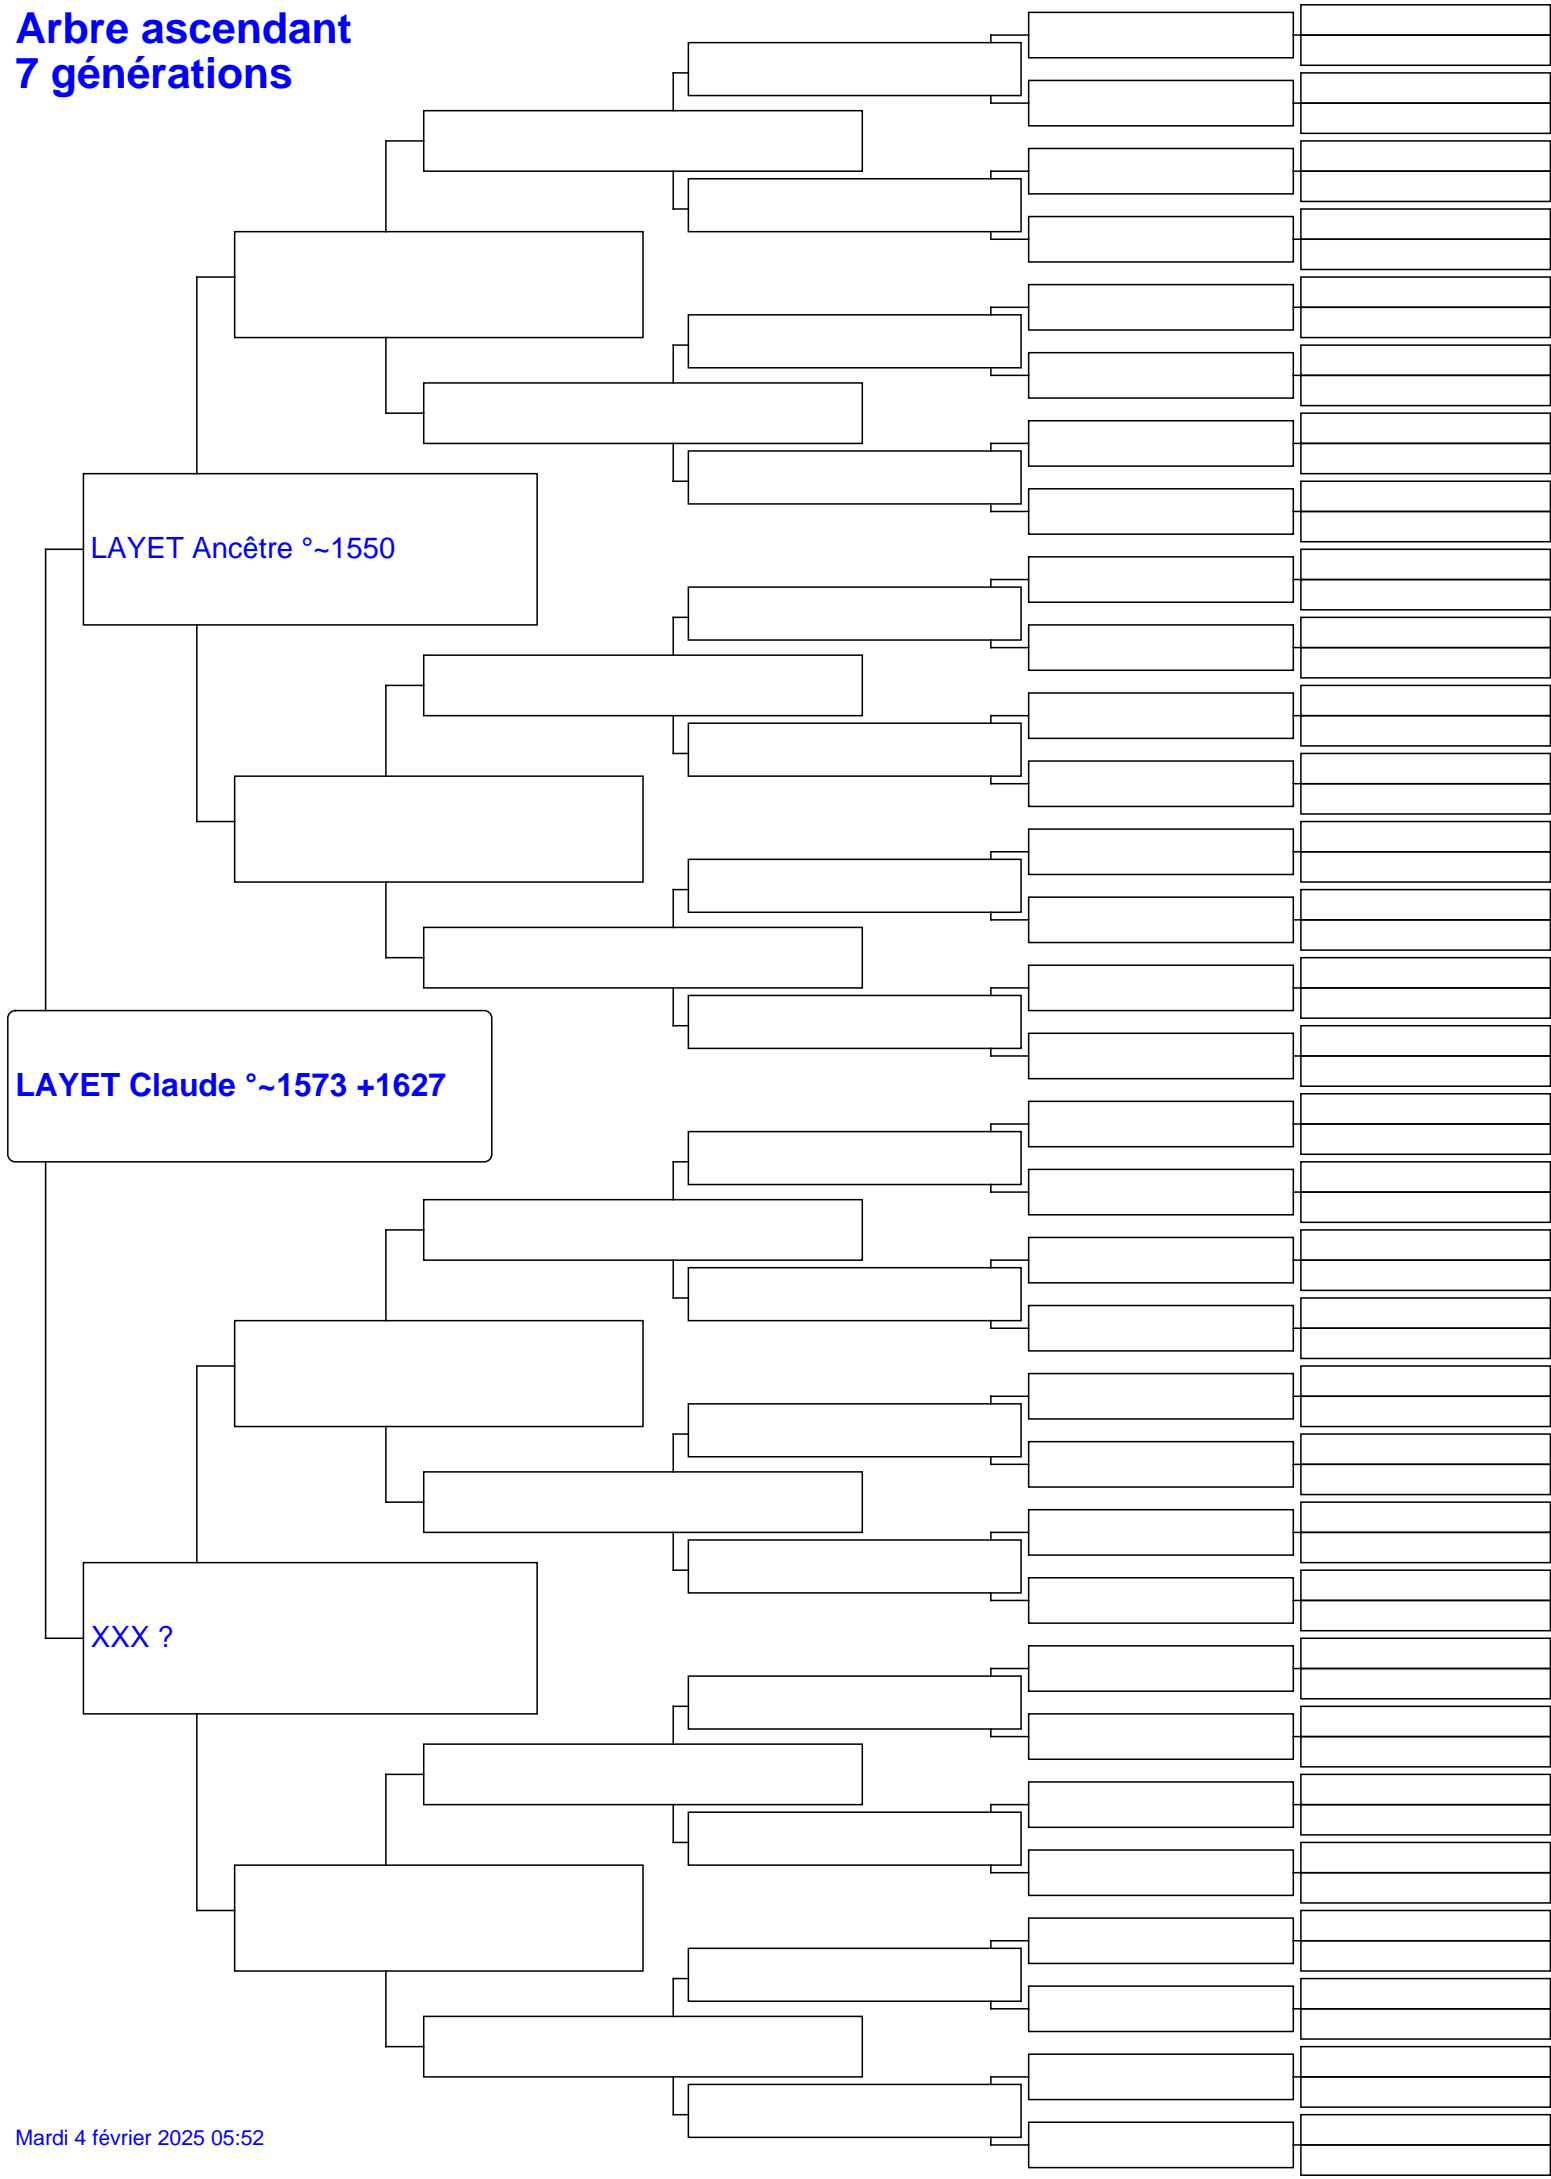 Arbre ascendant
7 générations
LAYET Ancêtre °~1550
LAYET Claude °~1573 +1627
XXX ?
Mardi 4 février 2025 05:52